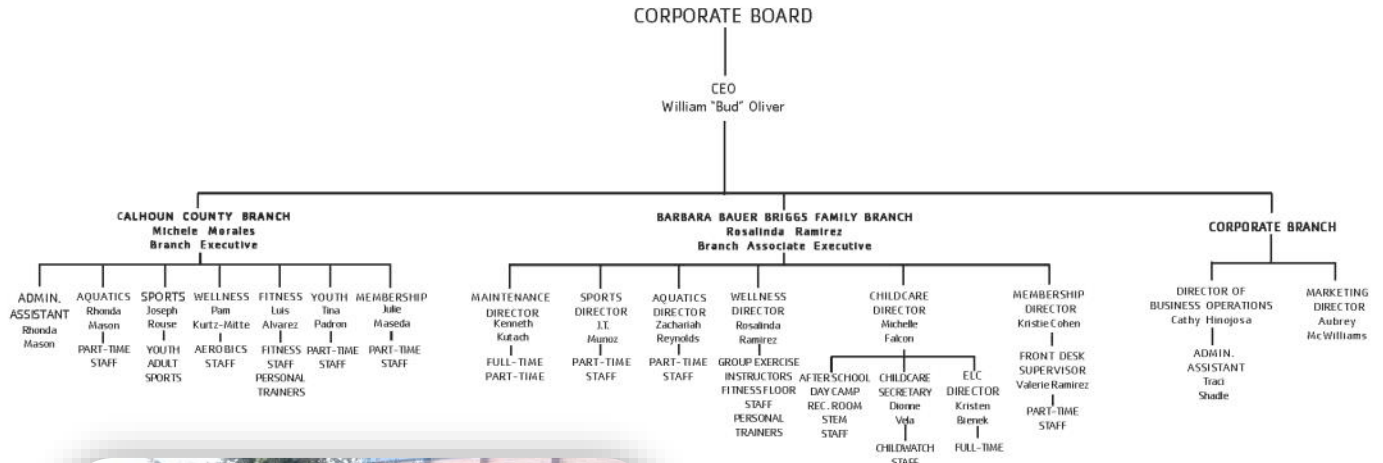 CORPORATE BOARD
CEO
William "Bud" Oliver
CALHOUN COUNTY BRANCH
Michele Morales
Branch Executive
ADMIN.
ASSISTANT
Rhonda
Mason
AQUATICS
Rhonda
Mason
PART-TIME
STAFF
SPORTS
Joseph
Rouse
YOUTH
ADULT
SPORTS
WELLNESS
Pam
Kurtz-Mitte
AEROBICS
STAFF
FITNESS
Luis
Alvarez
FITNESS
STAFF
PERSONAL
TRAINERS
YOUTH
Tina
Padron
PART-TIME
STAFF
MEMBERSHIP
Julie
Maseda
PART-TIME
STAFF
BARBARA BAUER BRIGGS FAMILY BRANCH
Rosalinda Ramirez
Branch Associate Executive
MAINTENANCE
DIRECTOR
Kenneth
Kutach
FULL-TIME
PART-TIME
SPORTS
DIRECTOR
J.T.
Munoz
PART-TIME
STAFF
AQUATICS
DIRECTOR
Zachariah
Reynolds
PART-TIME
STAFF
WELLNESS
DIRECTOR
Rosalinda
Ramirez
GROUP EXERCISE
INSTRUCTORS
FITNESS FLOOR
STAFF
PERSONAL
TRAINERS
CHILDCARE
DIRECTOR
Michelle
Falcon
AFTER SCHOOL
DAY CAMP
REC. ROOM
STEM
STAFF
CHILDCARE
SECRETARY
Dionne
Vela
CHILDWATCH
STAFF
ELC
DIRECTOR
Kristen
Bienek
FULL-TIME
MEMBERSHIP
DIRECTOR
Kristie Cohen
FRONT DESK
SUPERVISOR
Valerie Ramirez
PART-TIME
STAFF
CORPORATE BRANCH
DIRECTOR OF
BUSINESS OPERATIONS
Cathy Hinojosa
ADMIN.
ASSISTANT
Traci
Shadle
MARKETING
DIRECTOR
Aubrey
McWilliams